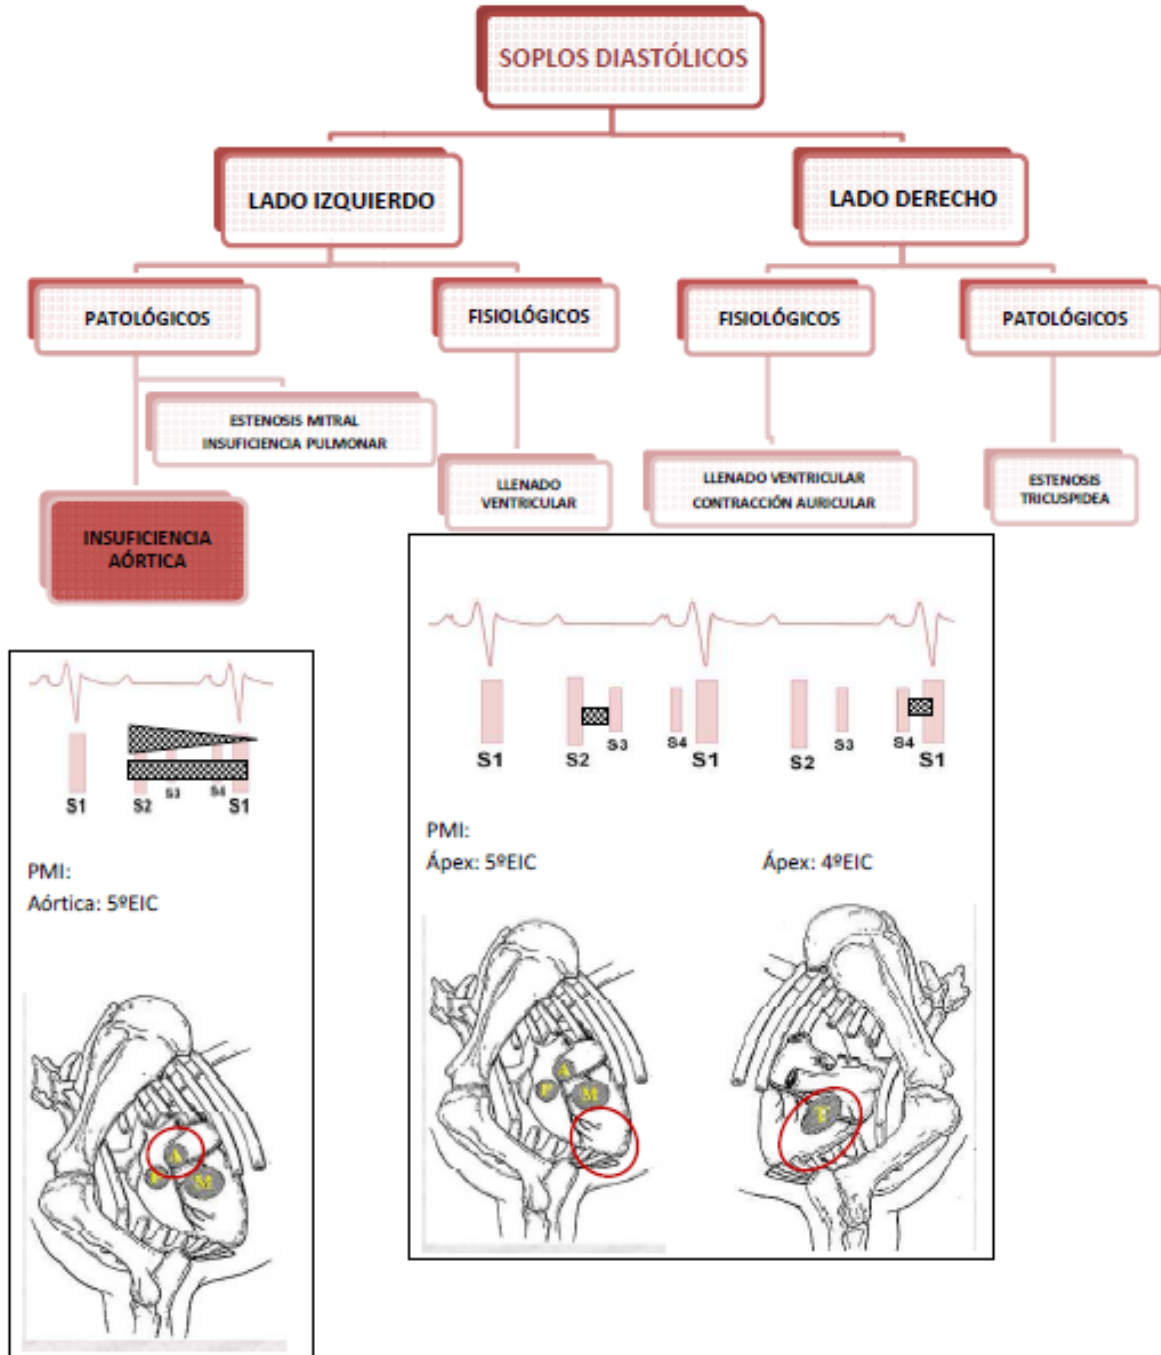 SOPLOS DIASTÓLICOS
LADO IZQUIERDO
LADO DERECHO
PATOLÓGICOS
FISIOLÓGICOS
FISIOLÓGICOS
PATOLÓGICOS
ESTENOSIS MITRAL
INSUFICIENCIA PULMONAR
LLENADO
VENTRICULAR
LLENADO VENTRICULAR
CONTRACCIÓN AURICULAR
ESTENOSIS
TRICUSPIDEA
INSUFICIENCIA
AÓRTICA
S1 S2 S3 S4 S1
PMI:
Aórtica: 5ºEIC
A
P
M
S1 S2 S3 S4 S1 S2 S3 S4 S1
PMI:
Ápex: 5ºEIC
Ápex: 4ºEIC
A
P
M
T